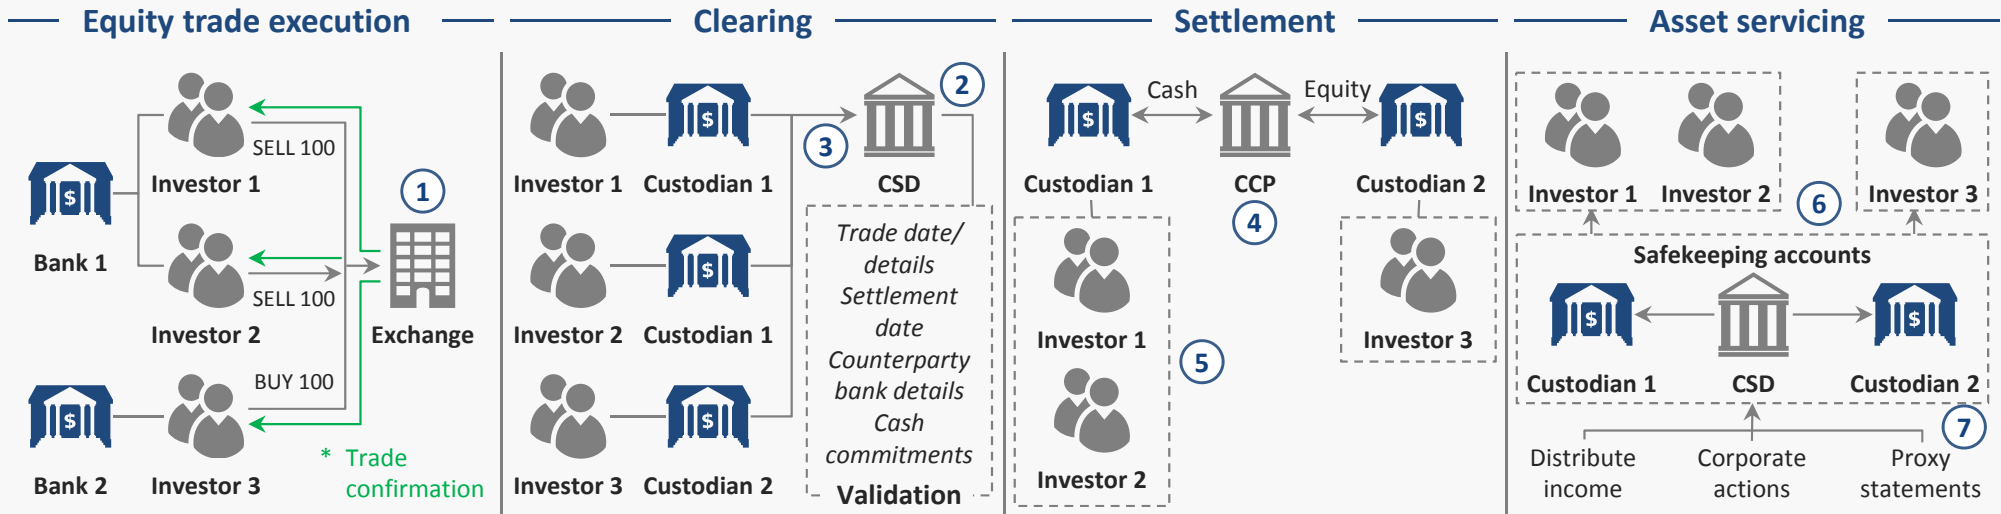 Equity trade execution
Clearing
Settlement
Asset servicing
SELL 100
Investor 1
1
$
Bank 1
SELL 100
Investor 2
Exchange
BUY 100
$
Bank 2
Investor 3
* Trade
confirmation
$
2
3
Investor 1
Custodian 1
CSD
$
Investor 2
Custodian 1
$
Investor 3
Custodian 2
Trade date/
details
Settlement
date
Counterparty
bank details
Cash
commitments
Validation
$
Cash
Equity
$
Custodian 1
CCP
Custodian 2
4
Investor 1
Investor 3
5
Investor 2
Investor 1
Investor 2
Investor 3
6
Safekeeping accounts
$
$
Custodian 1
CSD
Custodian 2
7
Distribute
income
Corporate
actions
Proxy
statements